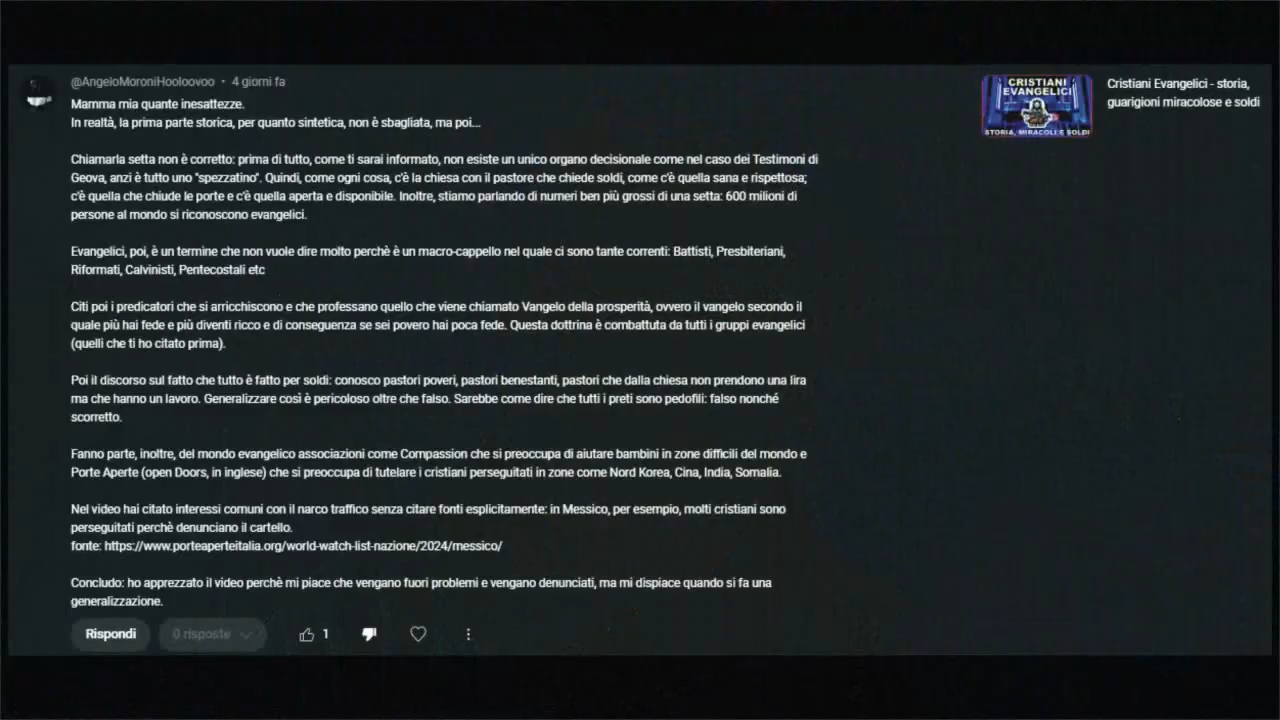 @AngeloMoroniHooloovoo • 4 giorni fa
Mamma mia quante inesattezze.
In realtà, la prima parte storica, per quanto sintetica, non è sbagliata, ma poi...
Chiamarla setta non è corretto: prima di tutto, come ti sarai informato, non esiste un unico organo decisionale come nel caso dei Testimoni di
Geova, anzi è tutto uno "spezzatino". Quindi, come ogni cosa, c'è la chiesa con il pastore che chiede soldi, come c'è quella sana e rispettosa;
c'è quella che chiude le porte e c'è quella aperta e disponibile. Inoltre, stiamo parlando di numeri ben più grossi di una setta: 600 milioni di
persone al mondo si riconoscono evangelici.
Evangelici, poi, è un termine che non vuole dire molto perchè è un macro-cappello nel quale ci sono tante correnti: Battisti, Presbiteriani,
Riformati, Calvinisti, Pentecostali etc
Citi poi i predicatori che si arricchiscono e che professano quello che viene chiamato Vangelo della prosperità, ovvero il vangelo secondo il
quale più hai fede e più diventi ricco e di conseguenza se sei povero hai poca fede. Questa dottrina è combattuta da tutti i gruppi evangelici
(quelli che ti ho citato prima).
Poi il discorso sul fatto che tutto è fatto per soldi: conosco pastori poveri, pastori benestanti, pastori che dalla chiesa non prendono una lira
ma che hanno un lavoro. Generalizzare così è pericoloso oltre che falso. Sarebbe come dire che tutti i preti sono pedofili: falso nonché
scorretto.
Fanno parte, inoltre, del mondo evangelico associazioni come Compassion che si preoccupa di aiutare bambini in zone difficili del mondo e
Porte Aperte (open Doors, in inglese) che si preoccupa di tutelare i cristiani perseguitati in zone come Nord Korea, Cina, India, Somalia.
Nel video hai citato interessi comuni con il narco traffico senza citare fonti esplicitamente: in Messico, per esempio, molti cristiani sono
perseguitati perchè denunciano il cartello.
fonte: https://www.porteaperteitalia.org/world-watch-list-nazione/2024/messico/
Concludo: ho apprezzato il video perchè mi piace che vengano fuori problemi e vengano denunciati, ma mi dispiace quando si fa una
generalizzazione.
Rispondi
0 risposte
1
CRISTIANI
EVANGELICI
STORIA, MIRACOLI E SOLDI
Cristiani Evangelici - storia,
guarigioni miracolose e soldi